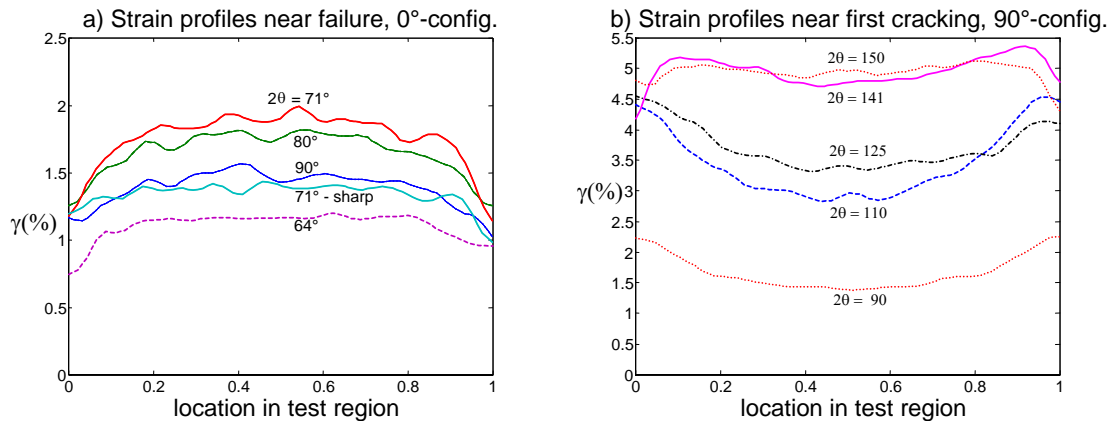 a) Strain profiles near failure, 0°-config.
2.5
2
1.5
1
0.5
0
γ(%)
2θ = 71°
80°
90°
71° - sharp
64°
0 0.2 0.4 0.6 0.8 1
location in test region
b) Strain profiles near first cracking, 90°-config.
5.5
5
4.5
4
3.5
γ(%)3
2.5
2
1.5
1
0.5
0
2θ = 150
2θ = 141
2θ = 125
2θ = 110
2θ = 90
0 0.2 0.4 0.6 0.8 1
location in test region